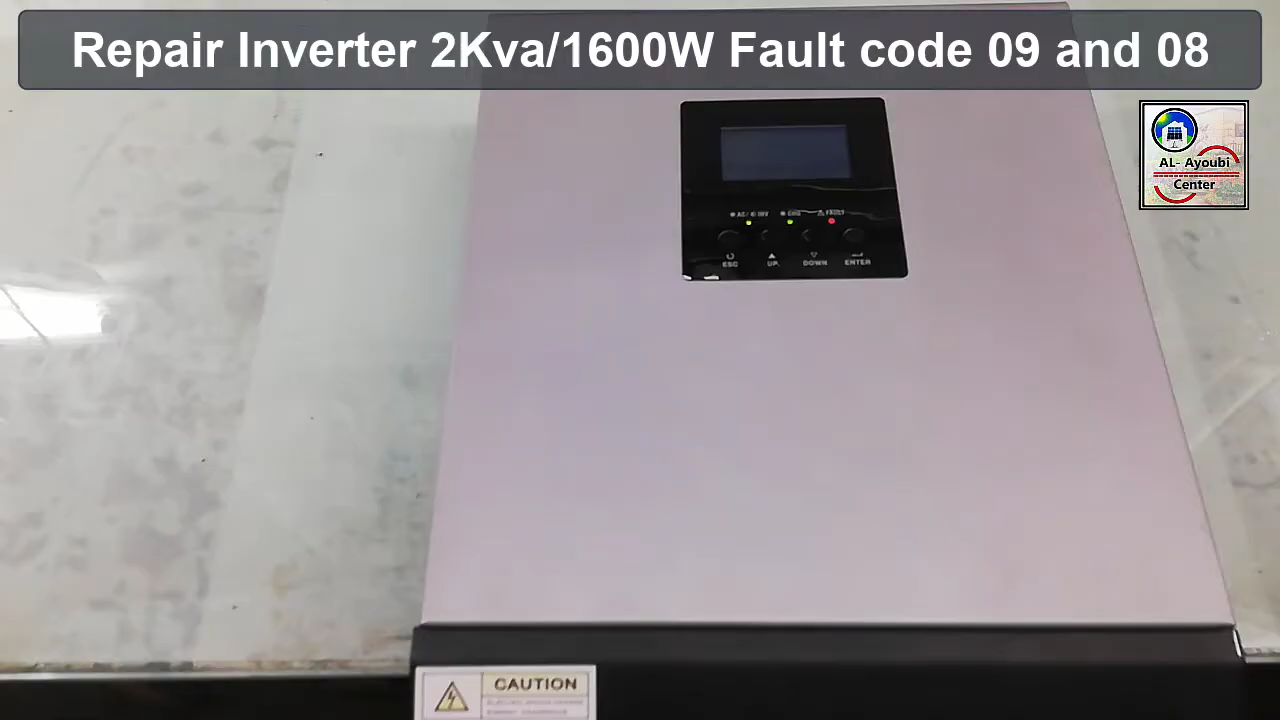 Repair Inverter 2Kva/1600W Fault code 09 and 08
AL- Ayoubi
Center
AC/ INV CHG FAULT
ESC UP DOWN ENTER
CAUTION